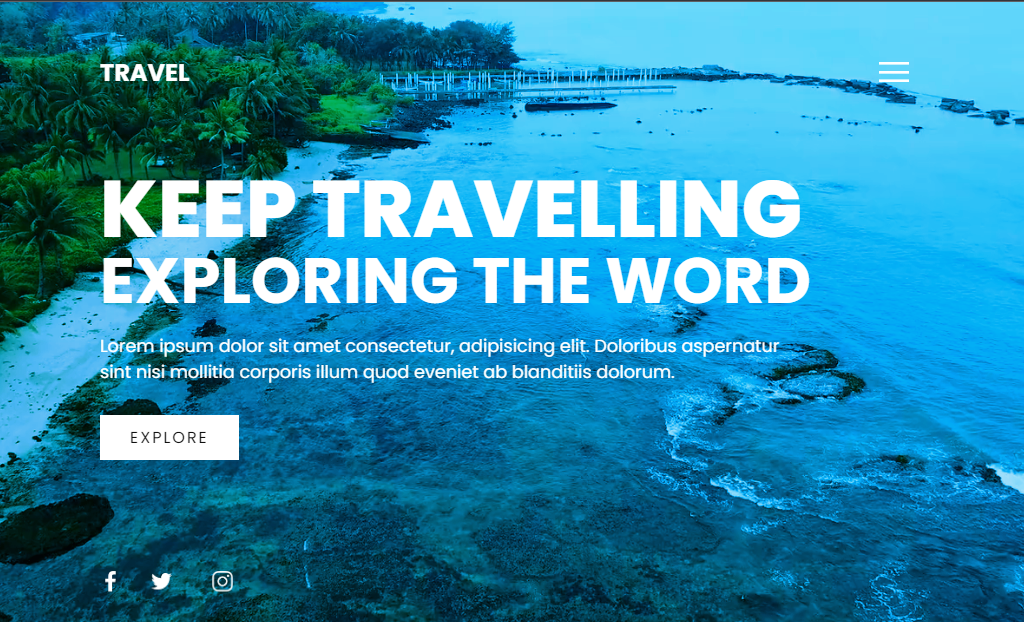 TRAVEL
KEEP TRAVELLING
EXPLORING THE WORD
Lorem ipsum dolor sit amet consectetur, adipisicing elit. Doloribus aspernatur
sint nisi mollitia corporis illum quod eveniet ab blanditiis dolorum.
EXPLORE